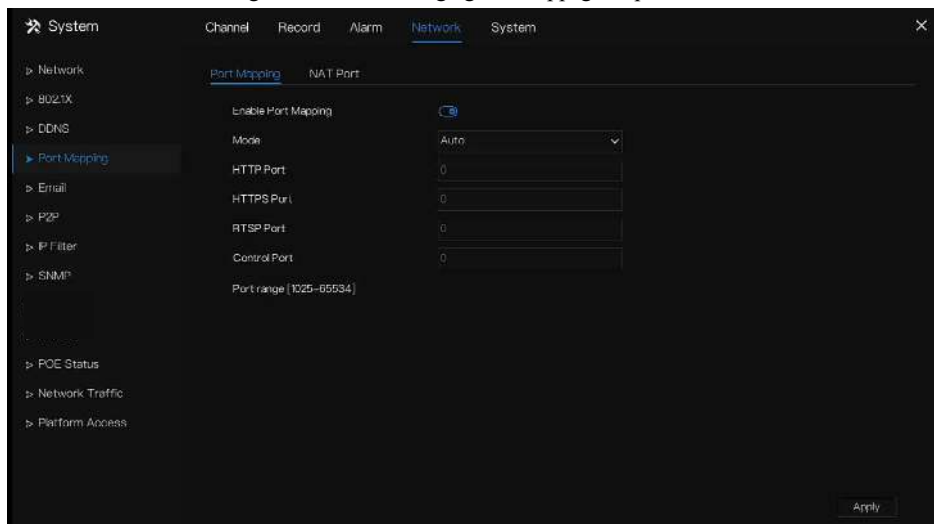 System
Channel Record Alarm Network System
Network
802.1X
DDNS
Port Mapping
Email
P2P
IP Filter
SNMP
POE Status
Network Traffic
Platform Access
Port Mapping NAT Port
Enable Port Mapping
Mode Auto
HTTP Port 0
HTTPS Port 0
RTSP Port 0
Control Port 0
Port range [1025-65534]
Apply